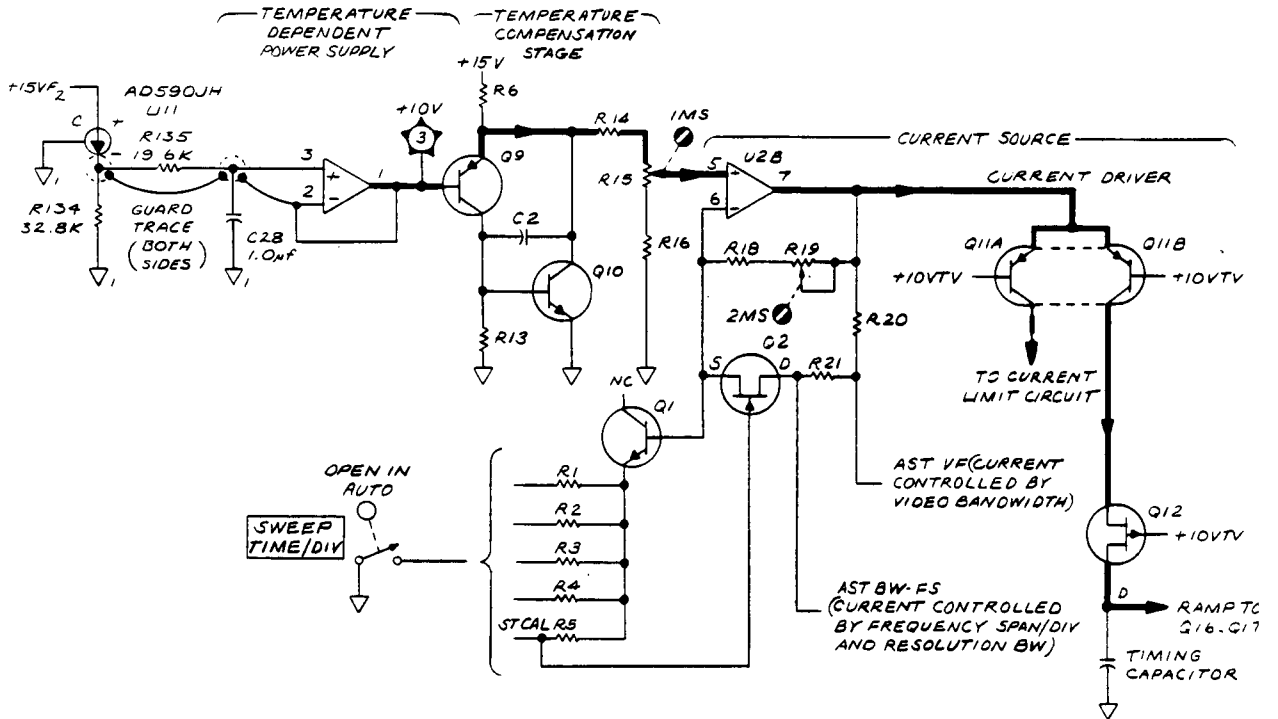 TEMPERATURE
DEPENDENT
POWER SUPPLY
TEMPERATURE
COMPENSATION
STAGE
+15V
R6
+15VF2
AD590JH
U11
C
+
-
R135
19.6K
+10V
3
R14
1MS
CURRENT SOURCE
3
+
2
-
1
Q9
R15
5
+
6
-
U2B
7
CURRENT DRIVER
R134
32.8K
GUARD
TRACE
(BOTH
SIDES)
C28
1.0µf
C2
R16
R18
R19
Q11A
Q11B
+10VTV
+10VTV
Q10
2MS
R20
R13
Q2
S
D
R21
TO CURRENT
LIMIT CIRCUIT
NC
Q1
AST VF(CURRENT
CONTROLLED BY
VIDEO BANDWIDTH)
OPEN IN
AUTO
SWEEP
TIME/DIV
R1
R2
R3
R4
STCAL R5
Q12
+10VTV
AST BW-FS
(CURRENT CONTROLLED
BY FREQUENCY SPAN/DIV
AND RESOLUTION BW)
D
RAMP TO
Q16, Q17
TIMING
CAPACITOR
1
1
1